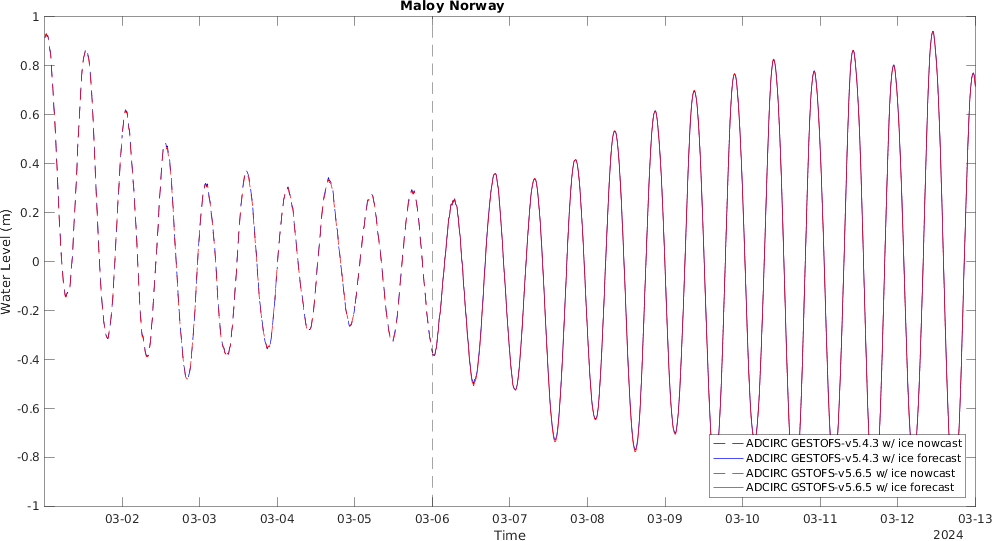 Maloy Norway
1
0.8
0.6
0.4
0.2
0
-0.2
-0.4
-0.6
-0.8
-1
Water Level (m)
ADCIRC GESTOFS-v5.4.3 w/ ice nowcast
ADCIRC GESTOFS-v5.4.3 w/ ice forecast
ADCIRC GSTOFS-v5.6.5 w/ ice nowcast
ADCIRC GSTOFS-v5.6.5 w/ ice forecast
03-02 03-03 03-04 03-05 03-06 03-07 03-08 03-09 03-10 03-11 03-12 03-13
Time
2024